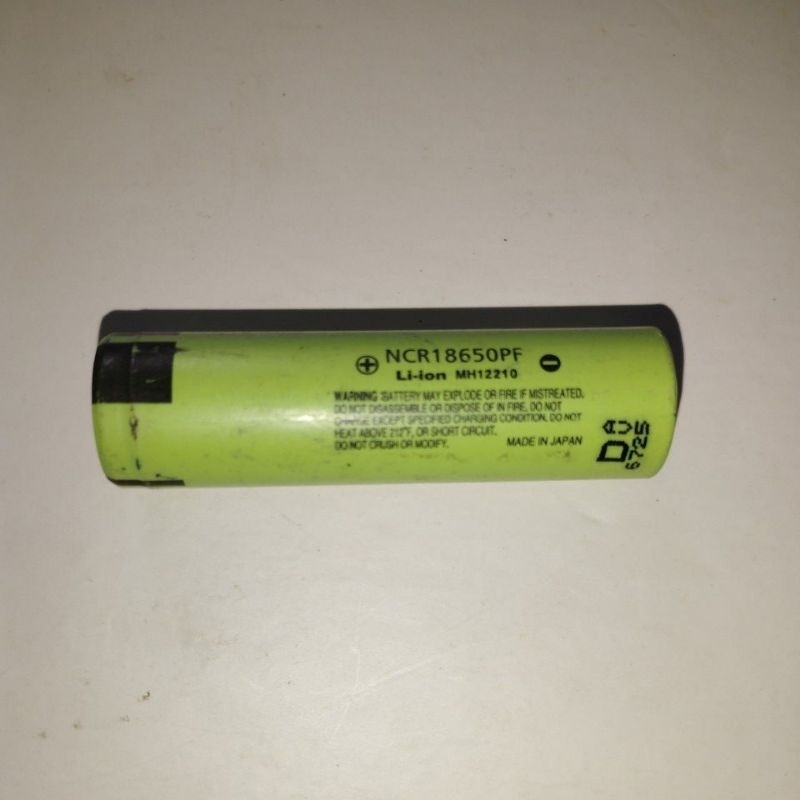 ⊕ NCR18650PF ⊖
Li-ion MH12210
WARNING :BATTERY MAY EXPLODE OR FIRE IF MISTREATED.
DO NOT DISASSEMBLE OR DISPOSE OF IN FIRE, DO NOT
CHARGE EXCEPT SPECIFIED CHARGING CONDITION, DO NOT
HEAT ABOVE 212°F, OR SHORT CIRCUIT.
DO NOT CRUSH OR MODIFY.
MADE IN JAPAN
D
6725